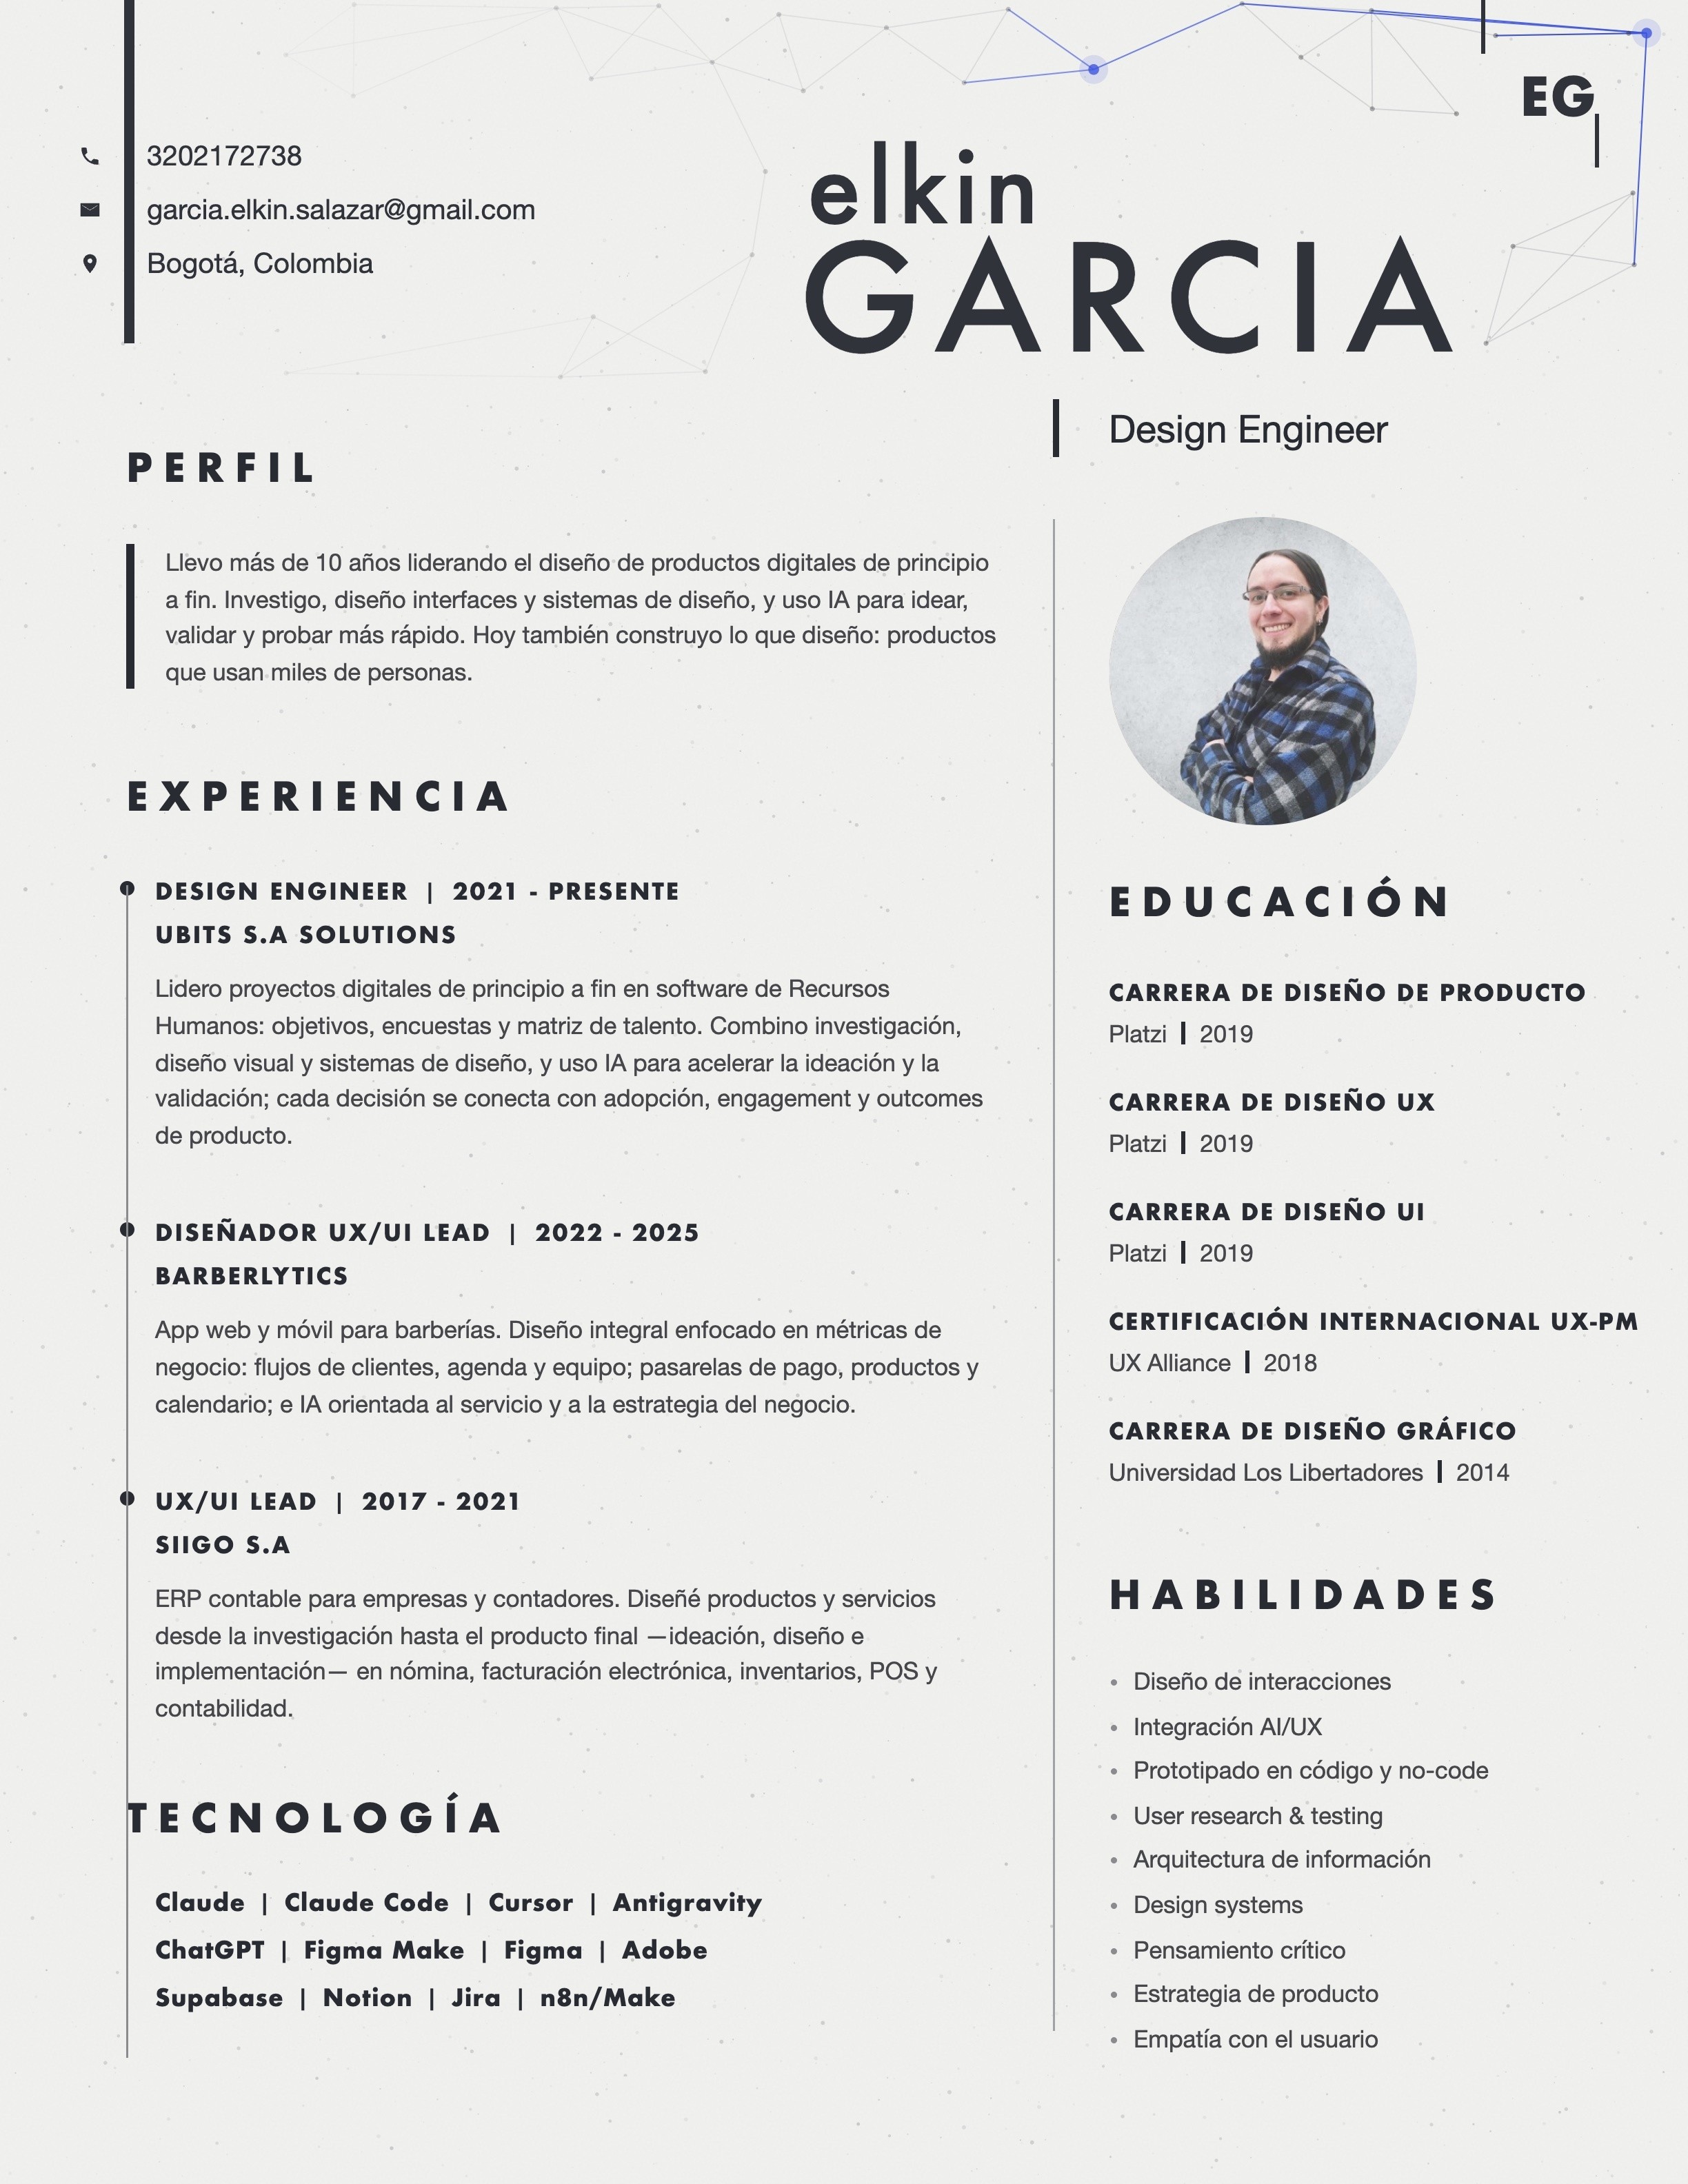 EG
3202172738
garcia.elkin.salazar@gmail.com
Bogotá, Colombia
elkin
GARCIA
Design Engineer
PERFIL
Llevo más de 10 años liderando el diseño de productos digitales de principio
a fin. Investigo, diseño interfaces y sistemas de diseño, y uso IA para idear,
validar y probar más rápido. Hoy también construyo lo que diseño: productos
que usan miles de personas.
EXPERIENCIA
DESIGN ENGINEER | 2021 - PRESENTE
UBITS S.A SOLUTIONS
Lidero proyectos digitales de principio a fin en software de Recursos
Humanos: objetivos, encuestas y matriz de talento. Combino investigación,
diseño visual y sistemas de diseño, y uso IA para acelerar la ideación y la
validación; cada decisión se conecta con adopción, engagement y outcomes
de producto.
DISEÑADOR UX/UI LEAD | 2022 - 2025
BARBERLYTICS
App web y móvil para barberías. Diseño integral enfocado en métricas de
negocio: flujos de clientes, agenda y equipo; pasarelas de pago, productos y
calendario; e IA orientada al servicio y a la estrategia del negocio.
UX/UI LEAD | 2017 - 2021
SIIGO S.A
ERP contable para empresas y contadores. Diseñé productos y servicios
desde la investigación hasta el producto final —ideación, diseño e
implementación— en nómina, facturación electrónica, inventarios, POS y
contabilidad.
TECNOLOGÍA
Claude | Claude Code | Cursor | Antigravity
ChatGPT | Figma Make | Figma | Adobe
Supabase | Notion | Jira | n8n/Make
EDUCACIÓN
CARRERA DE DISEÑO DE PRODUCTO
Platzi | 2019
CARRERA DE DISEÑO UX
Platzi | 2019
CARRERA DE DISEÑO UI
Platzi | 2019
CERTIFICACIÓN INTERNACIONAL UX-PM
UX Alliance | 2018
CARRERA DE DISEÑO GRÁFICO
Universidad Los Libertadores | 2014
HABILIDADES
• Diseño de interacciones
• Integración AI/UX
• Prototipado en código y no-code
• User research & testing
• Arquitectura de información
• Design systems
• Pensamiento crítico
• Estrategia de producto
• Empatía con el usuario